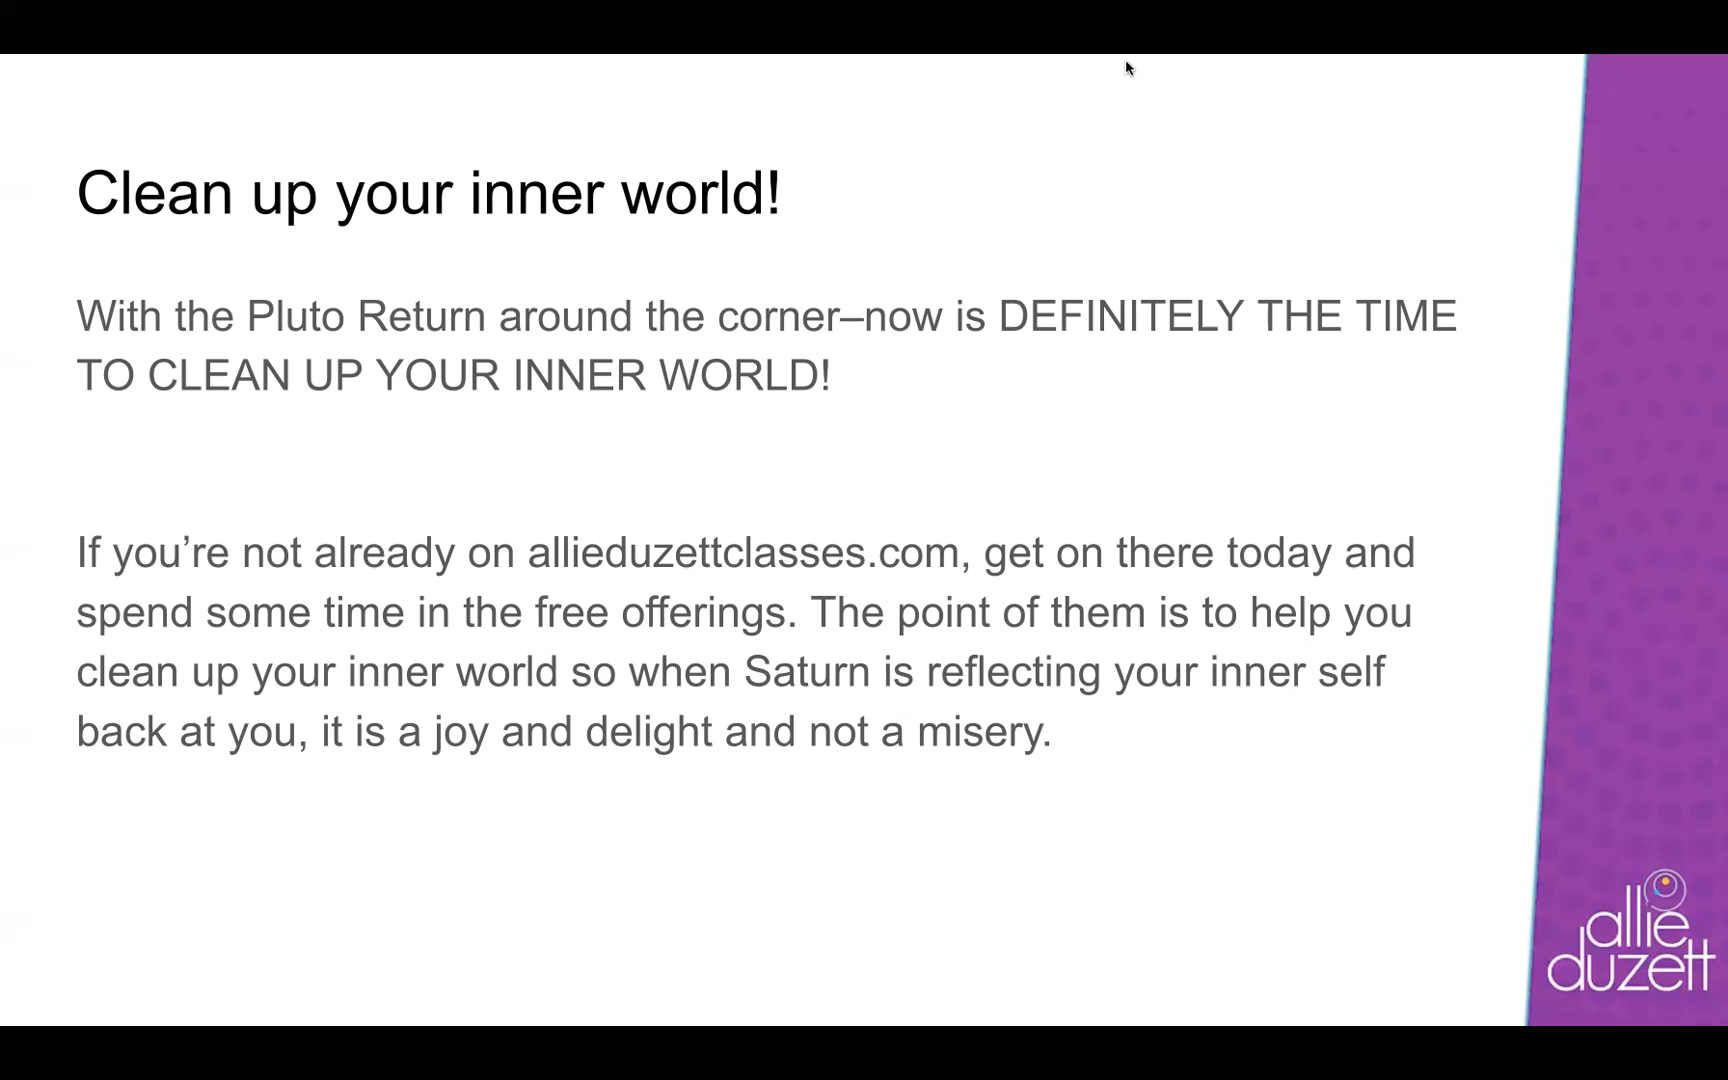 Clean up your inner world!
With the Pluto Return around the corner–now is DEFINITELY THE TIME
TO CLEAN UP YOUR INNER WORLD!
If you’re not already on allieduzettclasses.com, get on there today and
spend some time in the free offerings. The point of them is to help you
clean up your inner world so when Saturn is reflecting your inner self
back at you, it is a joy and delight and not a misery.
allie
duzett